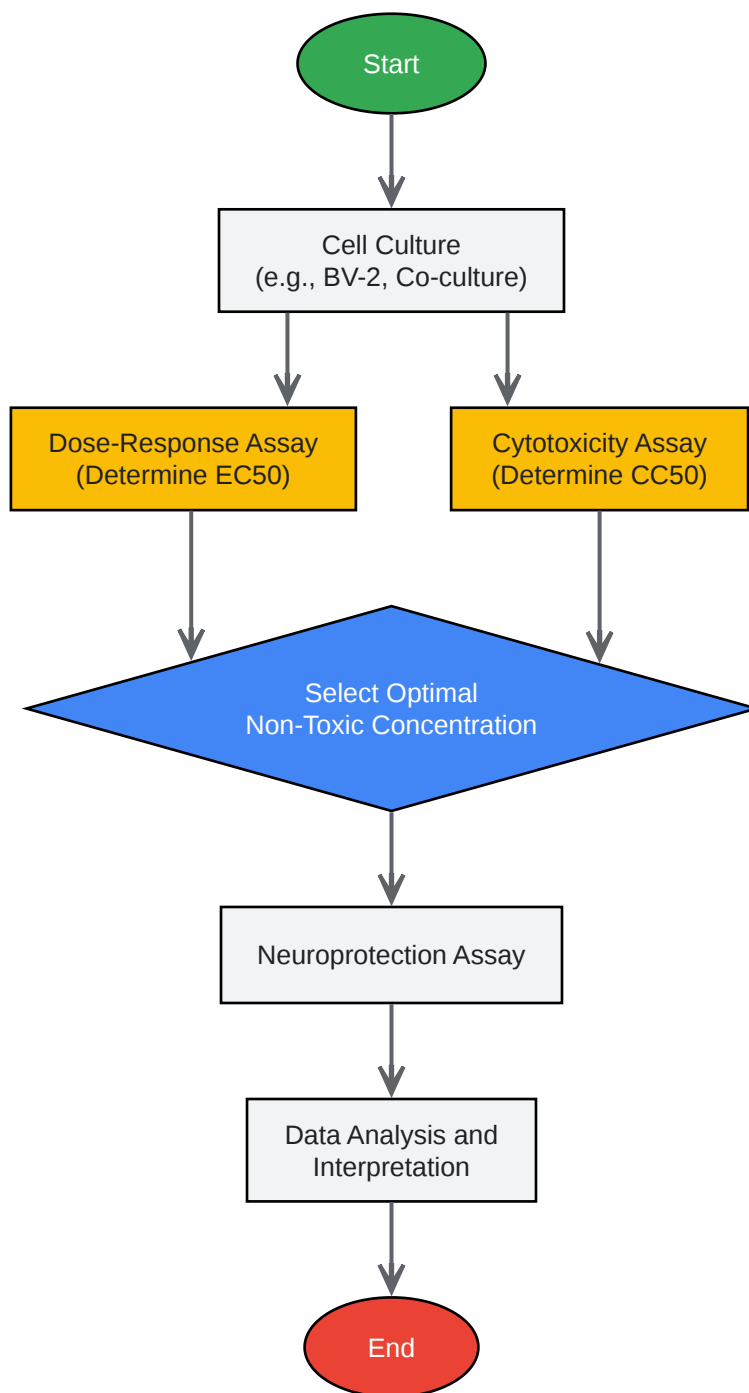 Start
Cell Culture
(e.g., BV-2, Co-culture)
Dose-Response Assay
(Determine EC50)
Cytotoxicity Assay
(Determine CC50)
Select Optimal
Non-Toxic Concentration
Neuroprotection Assay
Data Analysis and
Interpretation
End